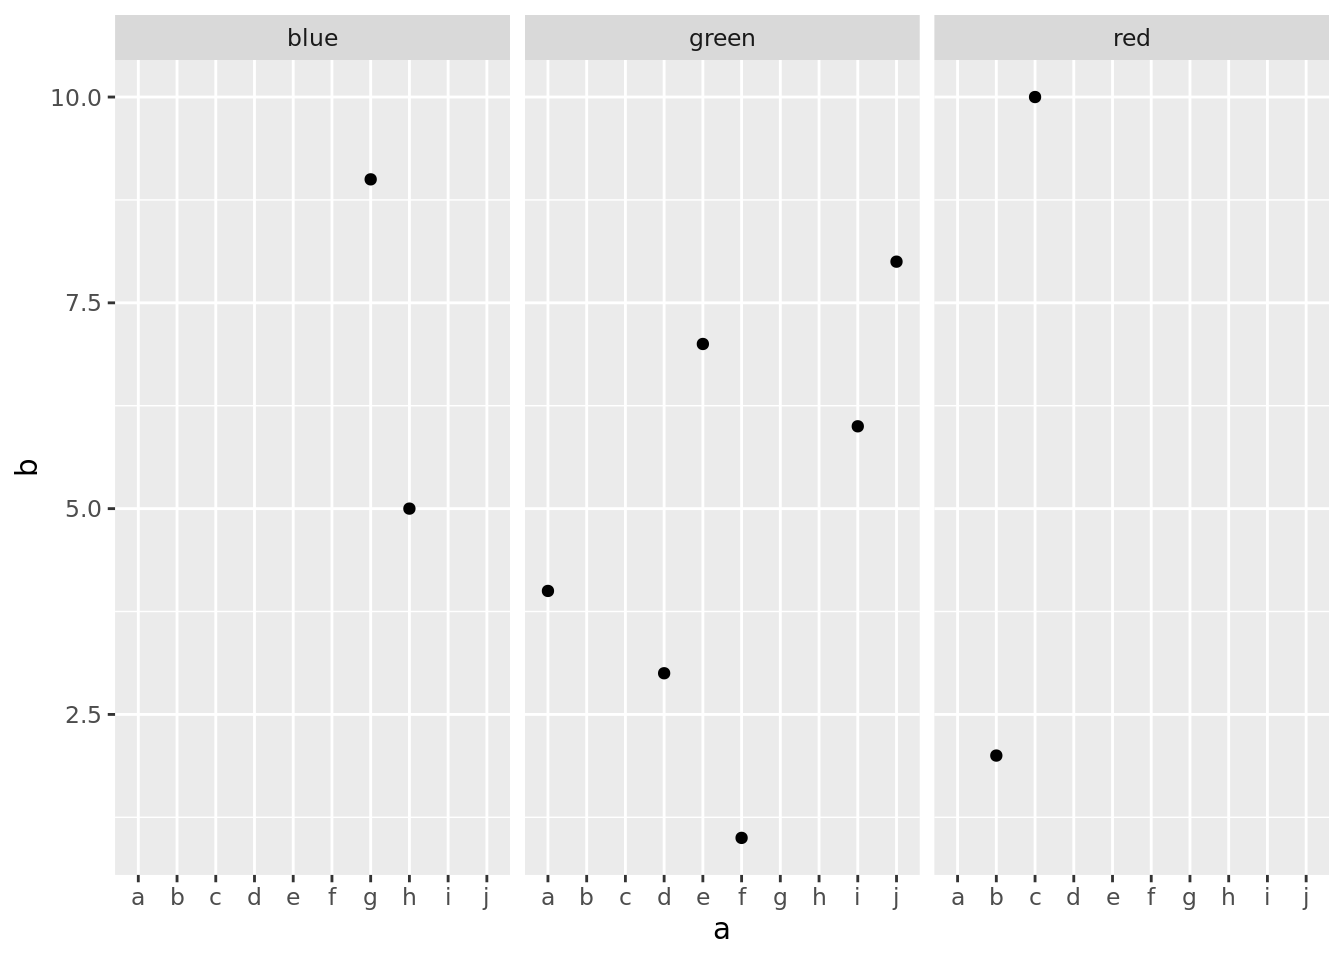 blue green red
10.0
7.5
5.0
2.5
b
a b c d e f g h i j a b c d e f g h i j a b c d e f g h i j
a